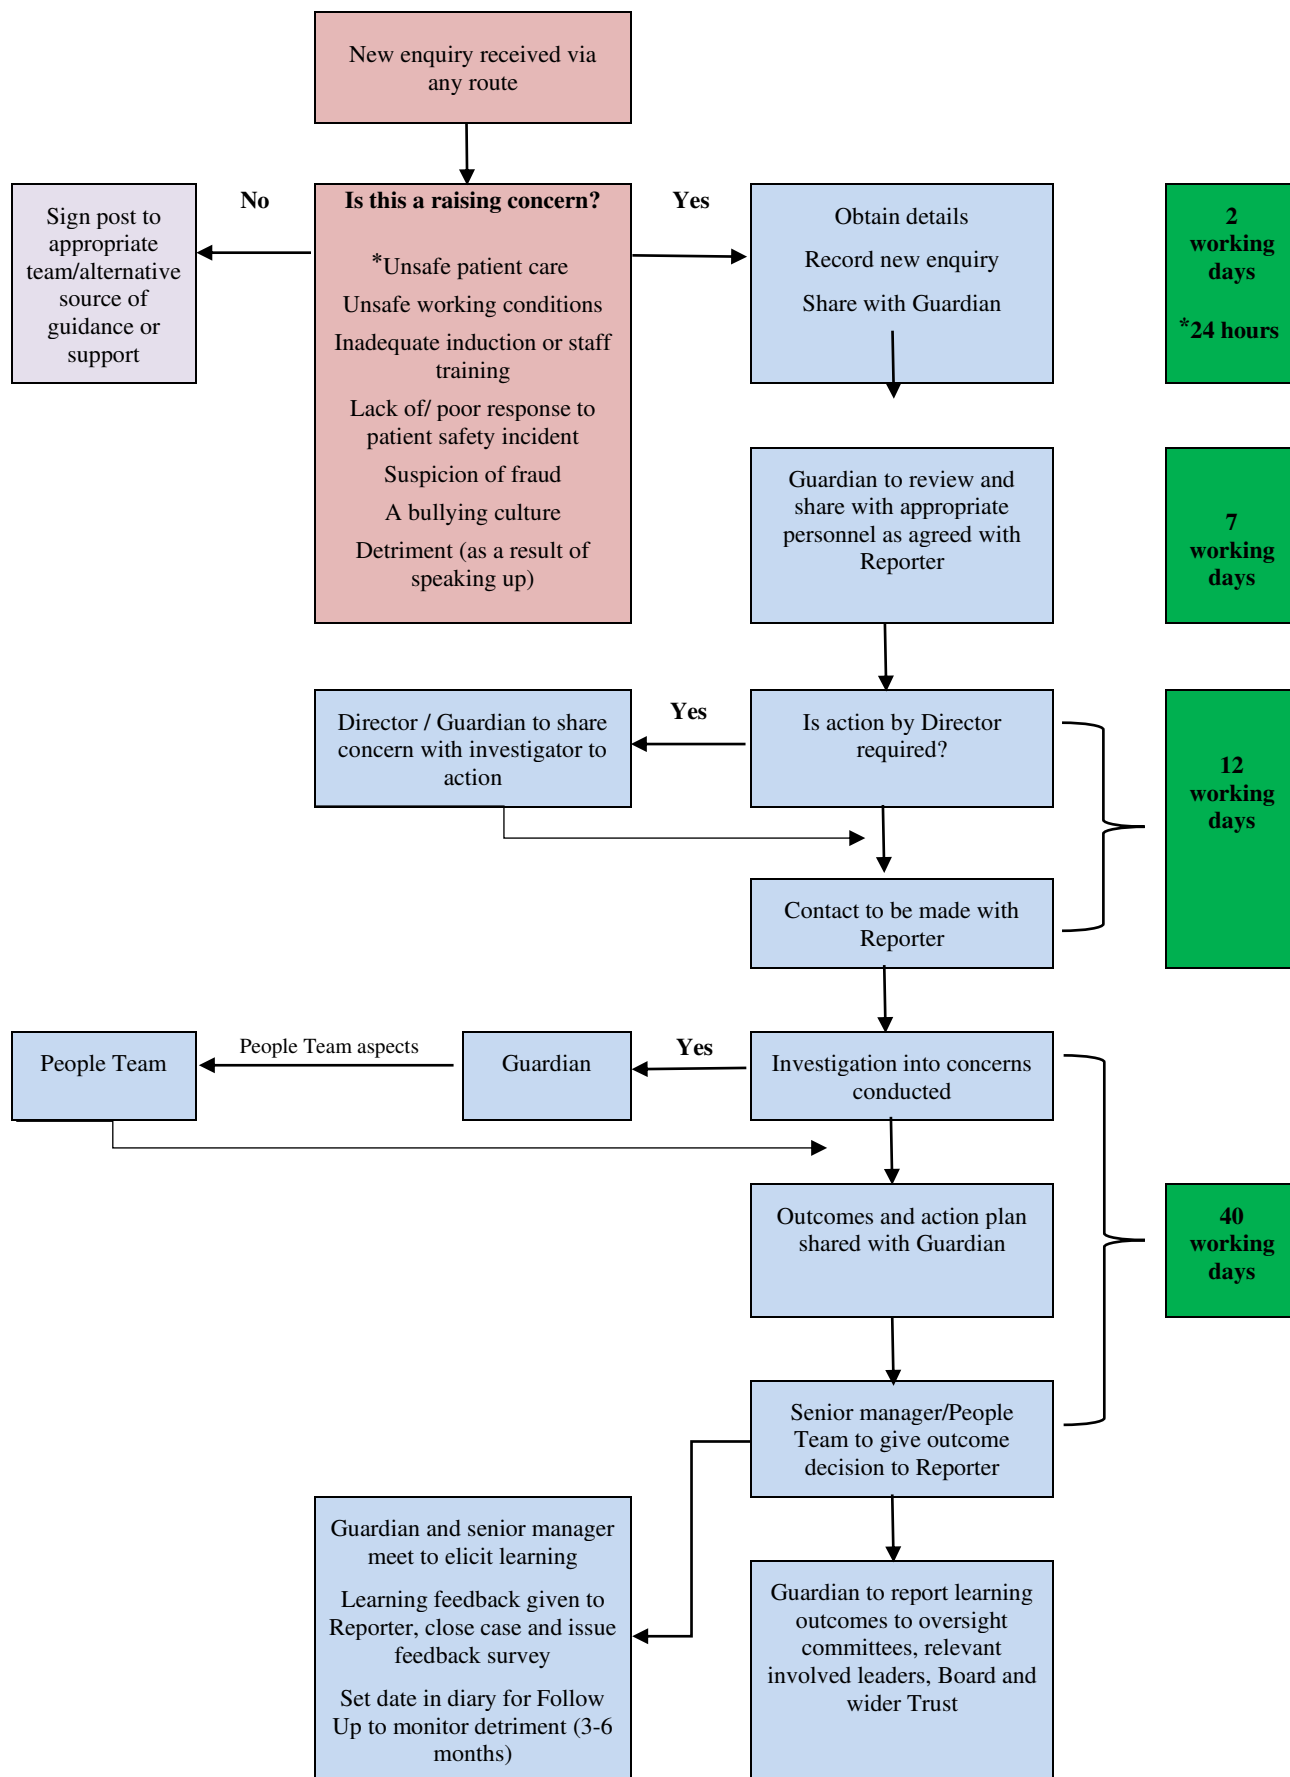 New enquiry received via
any route
No
Is this a raising concern?
Yes
Sign post to
appropriate
team/alternative
source of
guidance or
support
*Unsafe patient care
Unsafe working conditions
Inadequate induction or staff
training
Lack of/ poor response to
patient safety incident
Suspicion of fraud
A bullying culture
Detriment (as a result of
speaking up)
Obtain details
Record new enquiry
Share with Guardian
2
working
days
*24 hours
Guardian to review and
share with appropriate
personnel as agreed with
Reporter
7
working
days
Director / Guardian to share
concern with investigator to
action
Yes
Is action by Director
required?
12
working
days
Contact to be made with
Reporter
People Team
People Team aspects
Guardian
Yes
Investigation into concerns
conducted
Outcomes and action plan
shared with Guardian
40
working
days
Senior manager/People
Team to give outcome
decision to Reporter
Guardian and senior manager
meet to elicit learning
Learning feedback given to
Reporter, close case and issue
feedback survey
Set date in diary for Follow
Up to monitor detriment (3-6
months)
Guardian to report learning
outcomes to oversight
committees, relevant
involved leaders, Board and
wider Trust